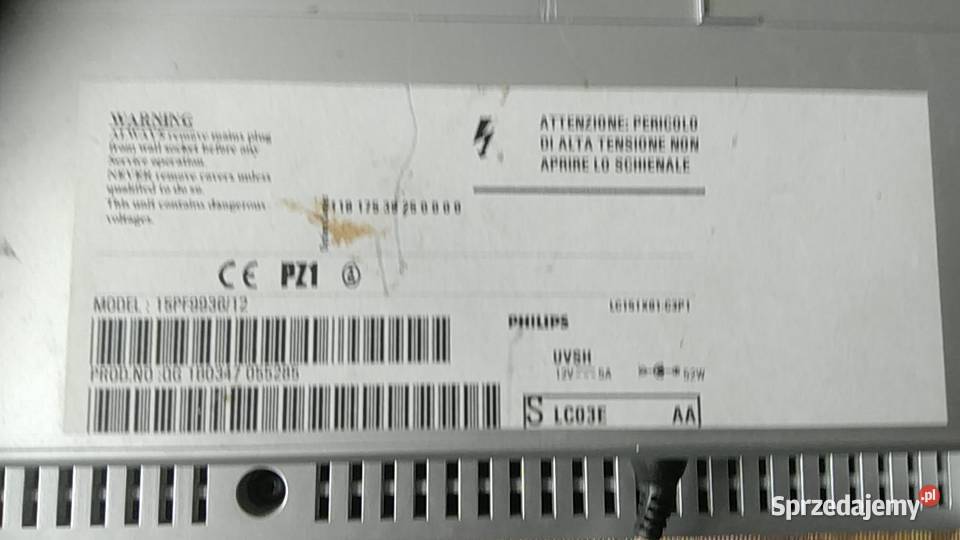 WARNING
ALWAYS remove mains plug
from wall socket before any
Service operation.
NEVER remove covers unless
qualified to do so.
This unit contains dangerous
voltages.
ATTENZIONE: PERICOLO
DI ALTA TENSIONE NON
APRIRE LO SCHIENALE
CE PZ1
MODEL : 15PF9936/12
PROD.NO :DG 180347 055285
PHILIPS
UVSH
12V 5A
52W
S LC03E AA
Sprzedajemy.pl